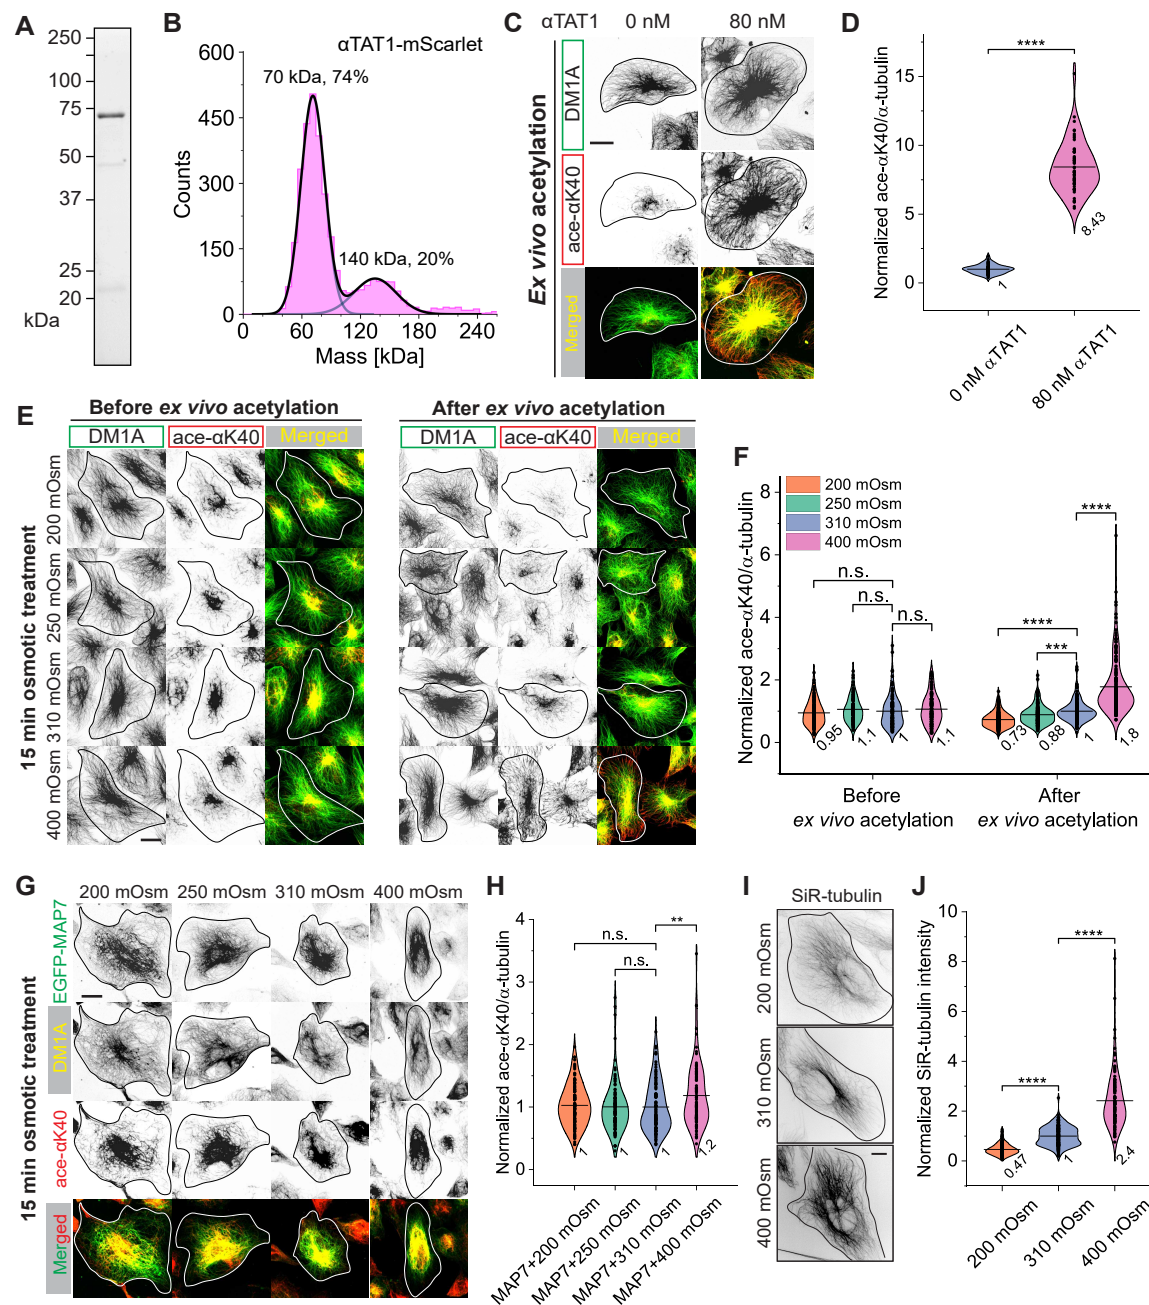 A
250
100
75
50
37
25
20
kDa
B
αTAT1-mScarlet
600
450
300
150
0
Counts
70 kDa, 74%
140 kDa, 20%
0
60
120
180
240
Mass [kDa]
C
αTAT1 0 nM 80 nM
Ex vivo acetylation
DM1A
ace-αK40
Merged
D
Normalized ace-αK40/α-tubulin
15
10
5
0
****
1
8.43
0 nM αTAT1
80 nM αTAT1
E
Before ex vivo acetylation
After ex vivo acetylation
DM1A ace-αK40 Merged
DM1A ace-αK40 Merged
15 min osmotic treatment
200 mOsm
250 mOsm
310 mOsm
400 mOsm
F
200 mOsm
250 mOsm
310 mOsm
400 mOsm
Normalized ace-αK40/α-tubulin
8
6
4
2
0
n.s.
n.s.
n.s.
****
***
****
0.95
1.1
1
1.1
0.73
0.88
1
1.8
Before
ex vivo acetylation
After
ex vivo acetylation
G
200 mOsm 250 mOsm 310 mOsm 400 mOsm
15 min osmotic treatment
EGFP-MAP7
DM1A
ace-αK40
Merged
H
Normalized ace-αK40/α-tubulin
4
3
2
1
0
n.s.
n.s.
**
1
1
1
1.2
MAP7+200 mOsm
MAP7+250 mOsm
MAP7+310 mOsm
MAP7+400 mOsm
I
SiR-tubulin
200 mOsm
310 mOsm
400 mOsm
J
Normalized SiR-tubulin intensity
10
8
6
4
2
0
****
****
0.47
1
2.4
200 mOsm
310 mOsm
400 mOsm